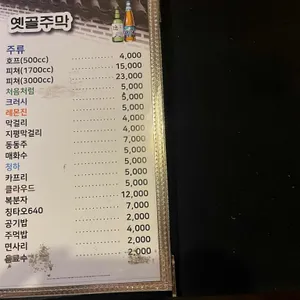 옛골주막
주류
호프(500cc) 4,000
피쳐(1700cc) 15,000
피쳐(3000cc) 23,000
처음처럼 5,000
크러시 5,000
레몬진 5,000
막걸리 4,000
지평막걸리 4,000
동동주 7,000
매화수 5,000
청하 5,000
카프리 5,000
클라우드 5,000
복분자 12,000
칭타오640 7,000
공기밥 2,000
주먹밥 4,000
면사리 2,000
음료수 2,000